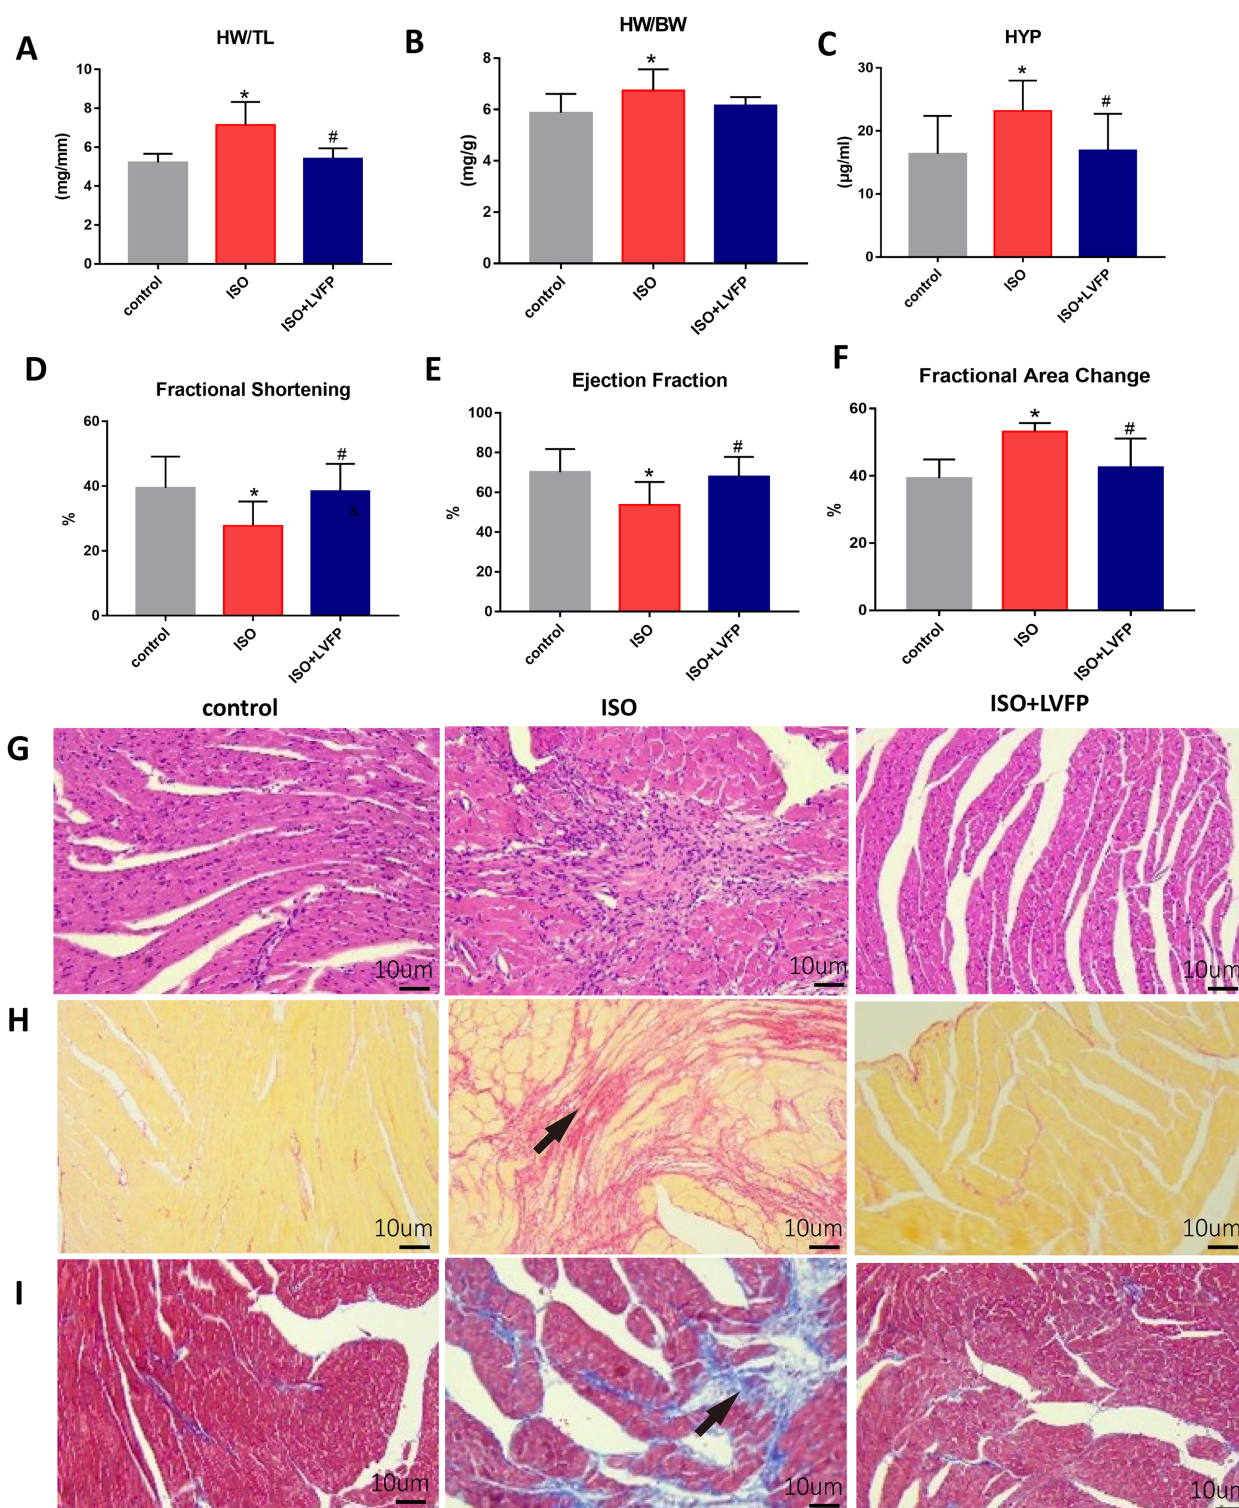 A
HW/TL
(mg/mm)
10
8
6
4
2
0
*
#
control
ISO
ISO+LVFP
B
HW/BW
(mg/g)
8
6
4
2
0
*
control
ISO
ISO+LVFP
C
HYP
(μg/ml)
30
20
10
0
*
#
control
ISO
ISO+LVFP
D
Fractional Shortening
%
60
40
20
0
*
#
&
control
ISO
ISO+LVFP
E
Ejection Fraction
%
100
80
60
40
20
0
*
#
control
ISO
ISO+LVFP
F
Fractional Area Change
%
60
40
20
0
*
#
control
ISO
ISO+LVFP
control
ISO
ISO+LVFP
G
10um
10um
10um
H
10um
10um
10um
I
10um
10um
10um